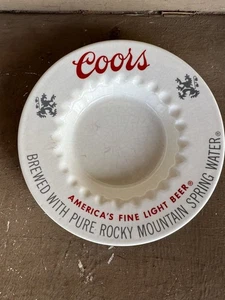 Coors
AMERICA'S FINE LIGHT BEER®
BREWED WITH PURE ROCKY MOUNTAIN SPRING WATER®